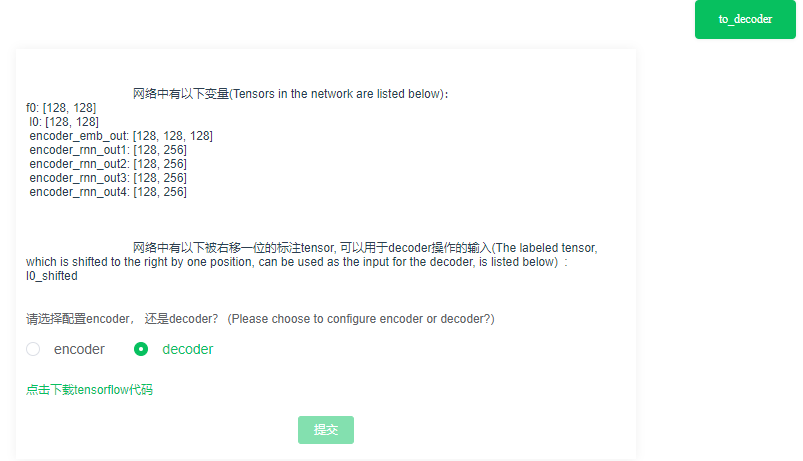 to_decoder
网络中有以下变量(Tensors in the network are listed below)：
f0: [128, 128]
l0: [128, 128]
encoder_emb_out: [128, 128, 128]
encoder_rnn_out1: [128, 256]
encoder_rnn_out2: [128, 256]
encoder_rnn_out3: [128, 256]
encoder_rnn_out4: [128, 256]
网络中有以下被右移一位的标注tensor, 可以用于decoder操作的输入(The labeled tensor,
which is shifted to the right by one position, can be used as the input for the decoder, is listed below) ：
l0_shifted
请选择配置encoder， 还是decoder？ (Please choose to configure encoder or decoder?)
encoder decoder
点击下载tensorflow代码
提交